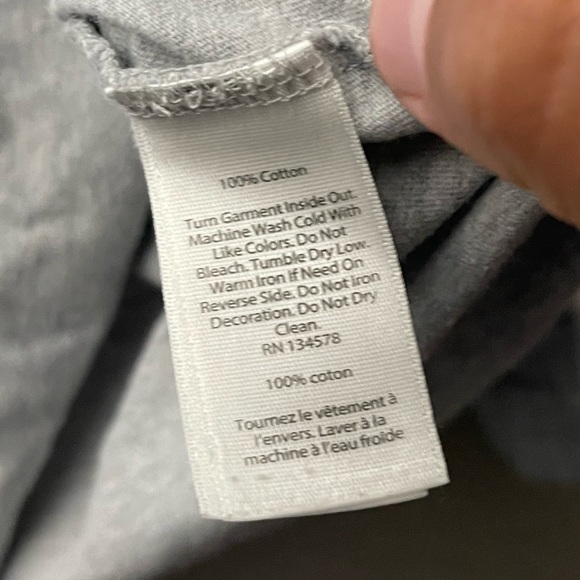 100% Cotton
Turn Garment Inside Out.
Machine Wash Cold With
Like Colors. Do Not
Bleach. Tumble Dry Low.
Warm Iron If Need On
Reverse Side. Do Not Iron
Decoration. Do Not Dry
Clean.
RN 134578
100% coton
Tournez le vêtement à
l'envers. Laver à la
machine à l'eau froide